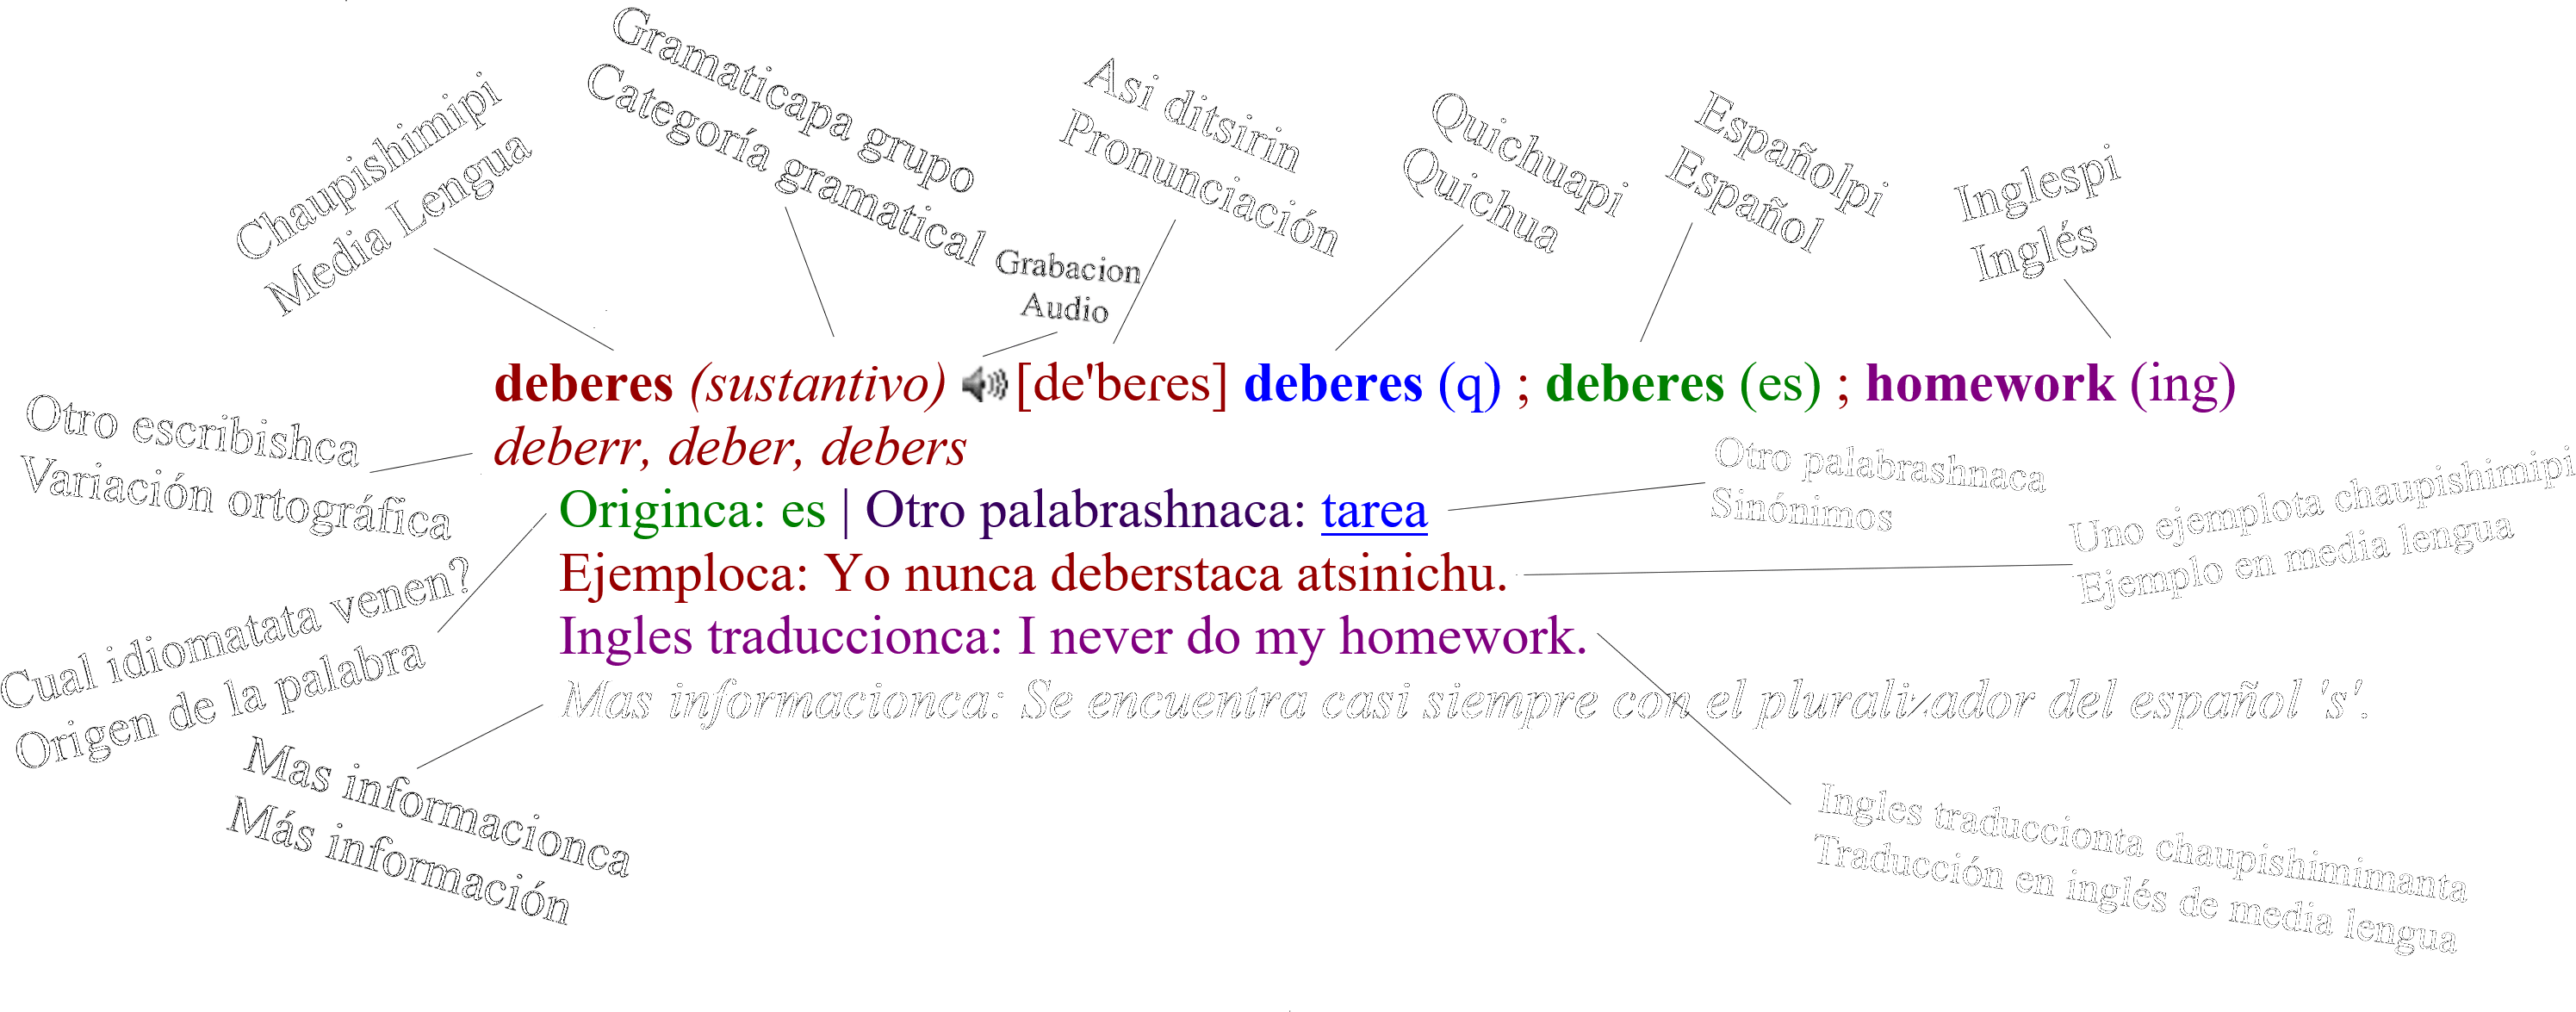 Chaupishimipi
Media Lengua
Gramaticapa grupo
Categoría gramatical
Grabacion
Audio
Asi ditsirin
Pronunciación
Quichuapi
Quichua
Españolpi
Español
Inglespi
Inglés
deberes (sustantivo) [de'beɾes] deberes (q) ; deberes (es) ; homework (ing)
Otro escribishca
Variación ortográfica
deberr, deber, debers
Originca: es | Otro palabrashnaca: tarea
Otro palabrashnaca
Sinónimos
Ejemploca: Yo nunca deberstaca atsinichu.
Uno ejemplota chaupishimipi
Ejemplo en media lengua
Ingles traduccionca: I never do my homework.
Cual idiomatata venen?
Origen de la palabra
Mas informacionca: Se encuentra casi siempre con el pluralizador del español 's'.
Mas informacionca
Más información
Ingles traduccionta chaupishimimanta
Traducción en inglés de media lengua